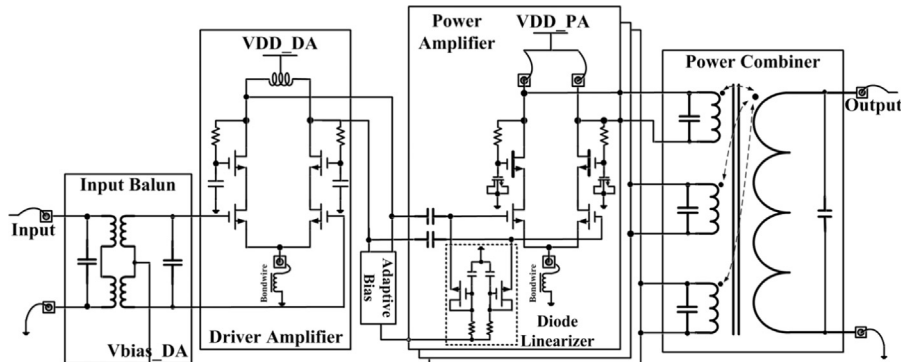 VDD_DA
Power
Amplifier
VDD_PA
Power Combiner
Output
Input Balun
Input
Bondwire
Adaptive
Bias
Bondwire
Driver Amplifier
Diode
Linearizer
Vbias_DA